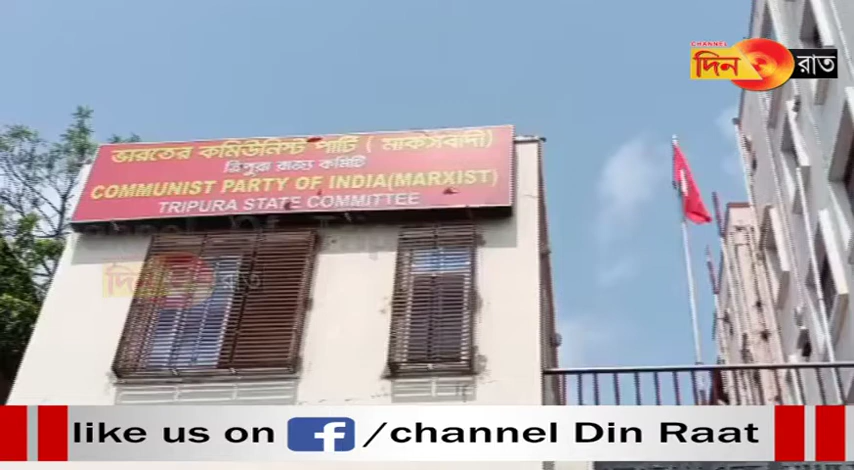 CHANNEL
দিন রাত
ভারতের কমিউনিস্ট পার্টি ( মার্কসবাদী)
ত্রিপুরা রাজ্য কমিটি
COMMUNIST PARTY OF INDIA(MARXIST)
TRIPURA STATE COMMITTEE
দিন রাত
like us on f /channel Din Raat